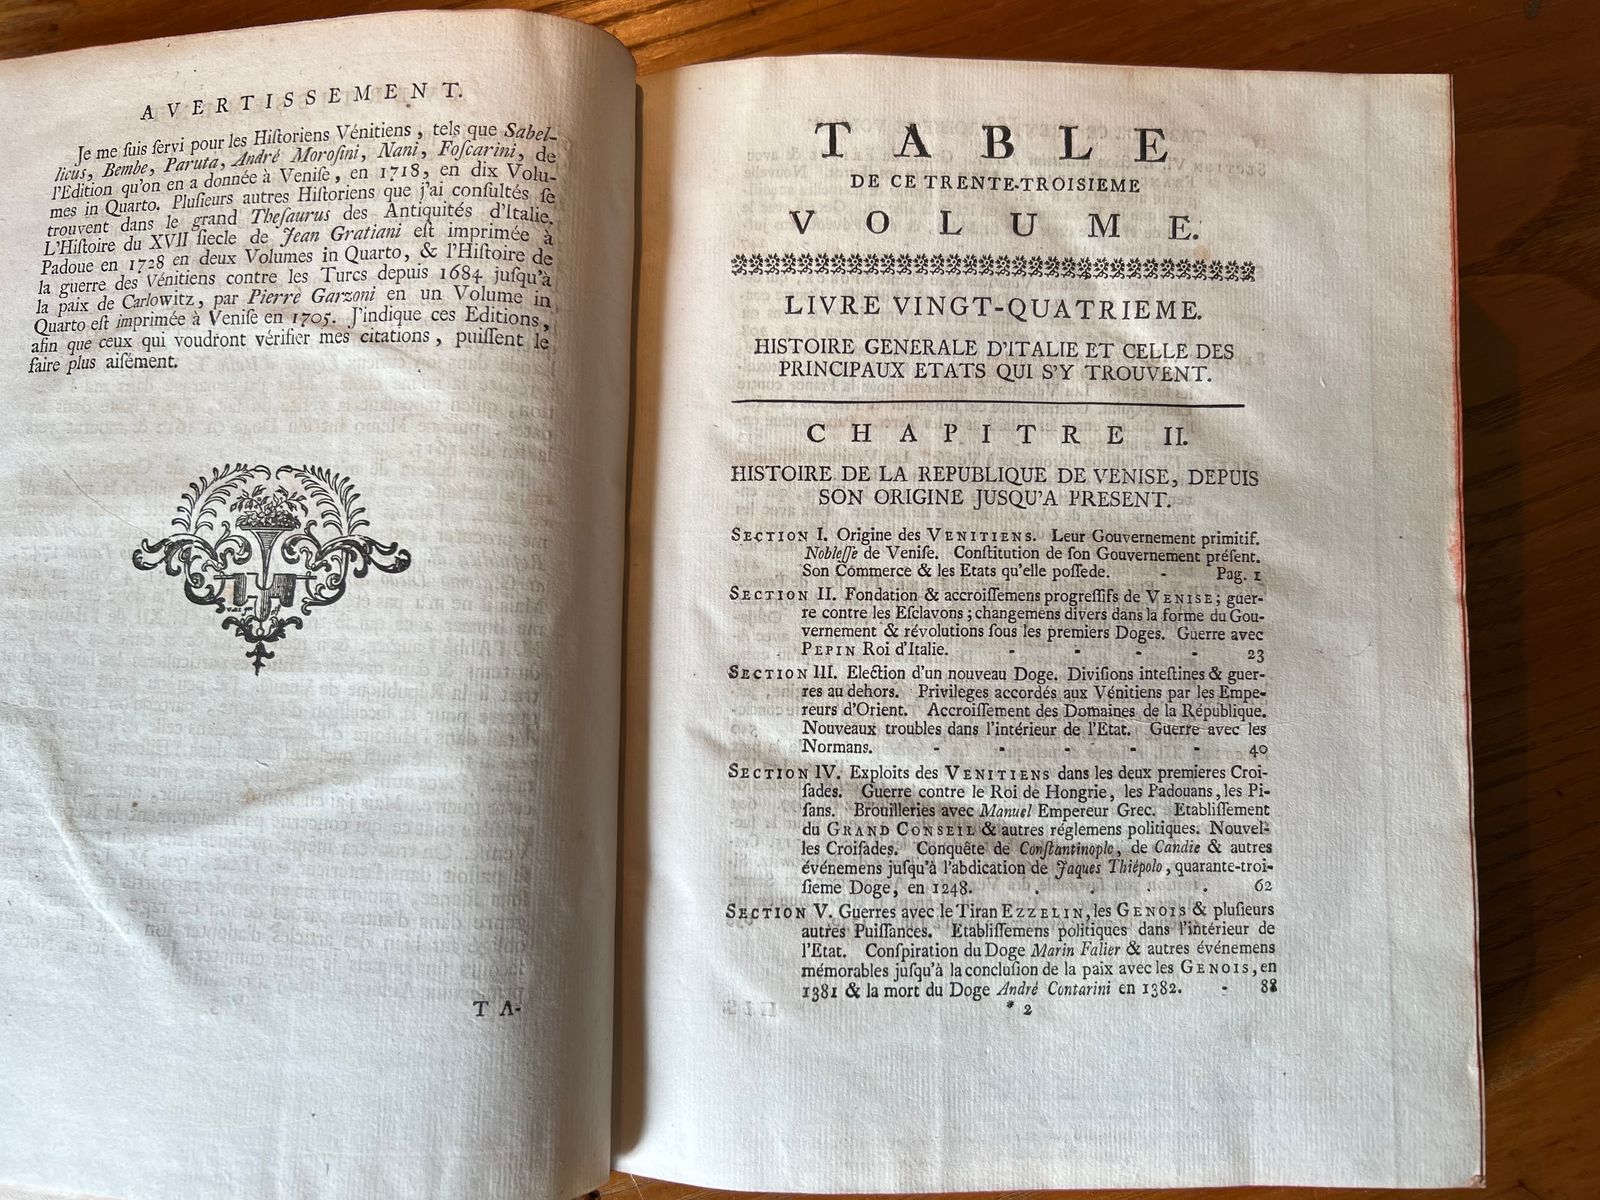 AVERTISSEMENT.
Je me ſuis ſervi pour les Hiſtoriens Vénitiens, tels que Sabel-
licus, Bembe, Paruta, André Moroſini, Nani, Foſcarini, de
l'Edition qu'on en a donnée à Veniſe, en 1718, en dix Volu-
mes in Quarto. Pluſieurs autres Hiſtoriens que j'ai conſultés ſe
trouvent dans le grand Theſaurus des Antiquités d'Italie.
L'Hiſtoire du XVII ſiecle de Jean Gratiani eſt imprimée à
Padoue en 1728 en deux Volumes in Quarto, & l'Hiſtoire de
la guerre des Vénitiens contre les Turcs depuis 1684 juſqu'à
la paix de Carlowitz, par Pierre Garzoni en un Volume in
Quarto eſt imprimée à Veniſe en 1705. J'indique ces Editions,
afin que ceux qui voudront vérifier mes citations, puiſſent le
faire plus aiſément.
TA-
TABLE
DE CE TRENTE-TROISIEME
VOLUME.
LIVRE VINGT-QUATRIEME.
HISTOIRE GENERALE D'ITALIE ET CELLE DES
PRINCIPAUX ETATS QUI S'Y TROUVENT.
CHAPITRE II.
HISTOIRE DE LA REPUBLIQUE DE VENISE, DEPUIS
SON ORIGINE JUSQU'A PRESENT.
SECTION I. Origine des VENITIENS. Leur Gouvernement primitif.
Nobleſſe de Veniſe. Conſtitution de ſon Gouvernement préſent.
Son Commerce & les Etats qu'elle poſſede. - Pag. 1
SECTION II. Fondation & accroiſſemens progreſſifs de VENISE; guer-
re contre les Eſclavons; changemens divers dans la forme du Gou-
vernement & révolutions ſous les premiers Doges. Guerre avec
PEPIN Roi d'Italie. - - - - 23
SECTION III. Election d'un nouveau Doge. Diviſions inteſtines & guer-
res au dehors. Privileges accordés aux Vénitiens par les Empe-
reurs d'Orient. Accroiſſement des Domaines de la République.
Nouveaux troubles dans l'intérieur de l'Etat. Guerre avec les
Normans. - - - - - 40
SECTION IV. Exploits des VENITIENS dans les deux premieres Croi-
ſades. Guerre contre le Roi de Hongrie, les Padouans, les Pi-
ſans. Brouilleries avec Manuel Empereur Grec. Etabliſſement
du GRAND CONSEIL & autres réglemens politiques. Nouvel-
les Croiſades. Conquête de Conſtantinople, de Candie & autres
événemens juſqu'à l'abdication de Jaques Thiépolo, quarante-troi-
ſieme Doge, en 1248. . . . . 62
SECTION V. Guerres avec le Tiran EZZELIN, les GENOIS & pluſieurs
autres Puiſſances. Etabliſſemens politiques dans l'intérieur de
l'Etat. Conſpiration du Doge Marin Falier & autres événemens
mémorables juſqu'à la concluſion de la paix avec les GENOIS, en
1381 & la mort du Doge André Contarini en 1382. - 88
* 2